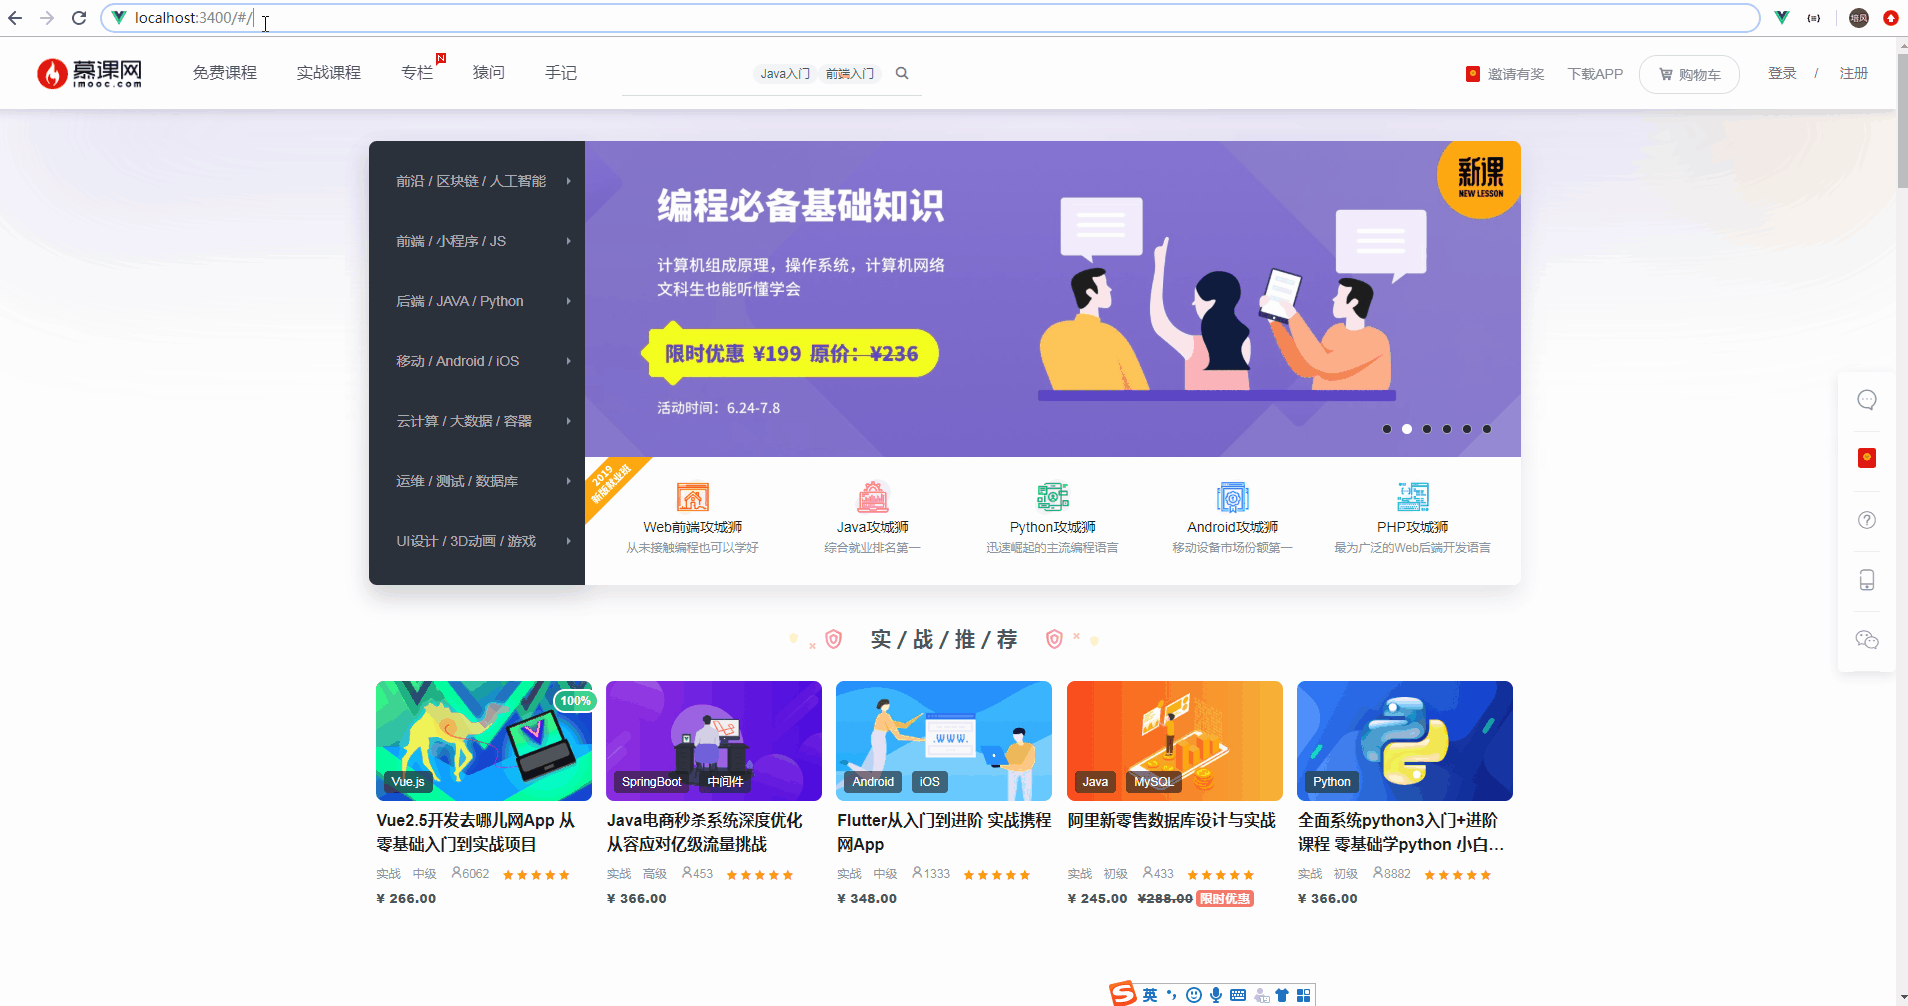 localhost:3400/#/
慕课网
imooc.com
免费课程 实战课程 专栏 N 猿问 手记 Java入门 前端入门 邀请有奖 下载APP 购物车 登录 / 注册
前沿 / 区块链 / 人工智能
前端 / 小程序 / JS
后端 / JAVA / Python
移动 / Android / iOS
云计算 / 大数据 / 容器
运维 / 测试 / 数据库
UI设计 / 3D动画 / 游戏
新课
NEW LESSON
编程必备基础知识
计算机组成原理，操作系统，计算机网络
文科生也能听懂学会
限时优惠 ¥199 原价：¥236
活动时间：6.24-7.8
2019
新版就业班
Web前端攻城狮
从未接触编程也可以学好
Java攻城狮
综合就业排名第一
Python攻城狮
迅速崛起的主流编程语言
Android攻城狮
移动设备市场份额第一
PHP攻城狮
最为广泛的Web后端开发语言
实 / 战 / 推 / 荐
100%
Vue.js
Vue2.5开发去哪儿网App 从
零基础入门到实战项目
实战 中级 6062
¥ 266.00
SpringBoot 中间件
Java电商秒杀系统深度优化
从容应对亿级流量挑战
实战 高级 453
¥ 366.00
.WWW.
Android iOS
Flutter从入门到进阶 实战携程
网App
实战 中级 1333
¥ 348.00
Java MySQL
阿里新零售数据库设计与实战
实战 初级 433
¥ 245.00 ¥288.00 限时优惠
Python
全面系统python3入门+进阶
课程 零基础学python 小白...
实战 初级 8882
¥ 366.00
英